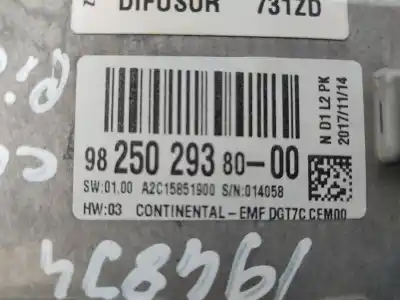 DIFUSOR 731ZD
N D1 L2 PK
2017/11/14
98 250 293 80-00
SW:01.00 A2C15851900 S/N:014058
HW:03 CONTINENTAL-EMF DGT7C CEM00